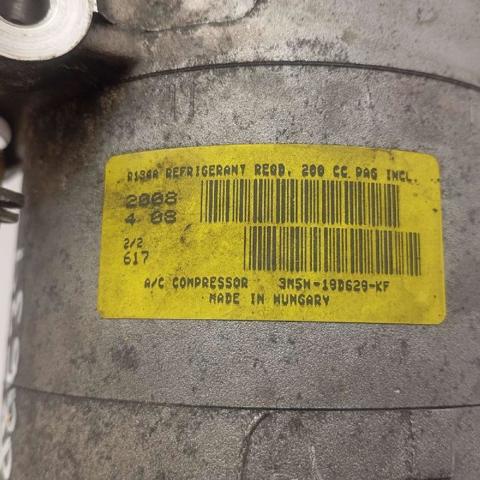 R134A REFRIGERANT REQD. 200 CC PAG INCL.
2008
4 08
2/2
617
A/C COMPRESSOR 3M5H-19D629-KF
MADE IN HUNGARY